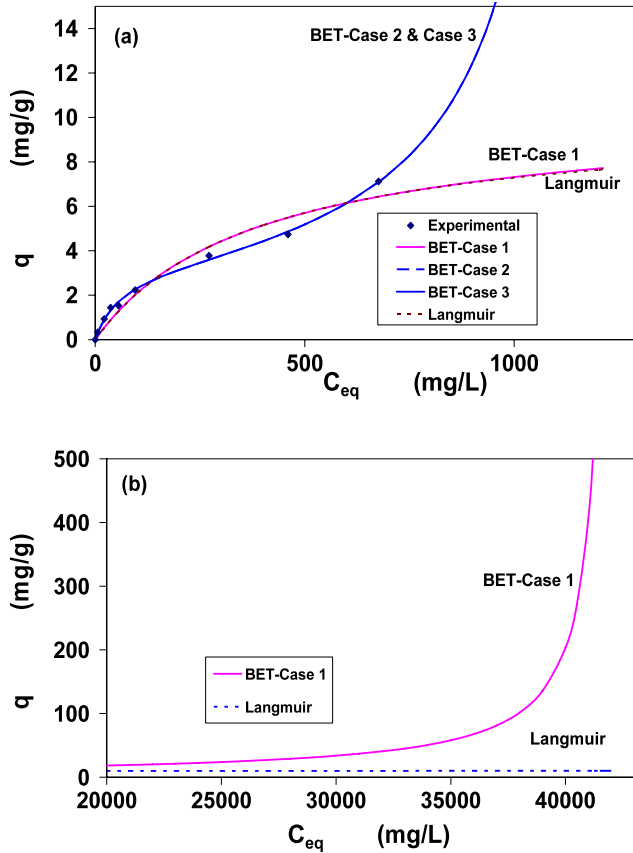 (a)
BET-Case 2 & Case 3
BET-Case 1
Langmuir
Experimental
BET-Case 1
BET-Case 2
BET-Case 3
Langmuir
14
12
10
8
6
4
2
0
q (mg/g)
0 500 1000
Ceq (mg/L)
(b)
BET-Case 1
BET-Case 1
Langmuir
Langmuir
500
400
300
200
100
0
q (mg/g)
20000 25000 30000 35000 40000
Ceq (mg/L)